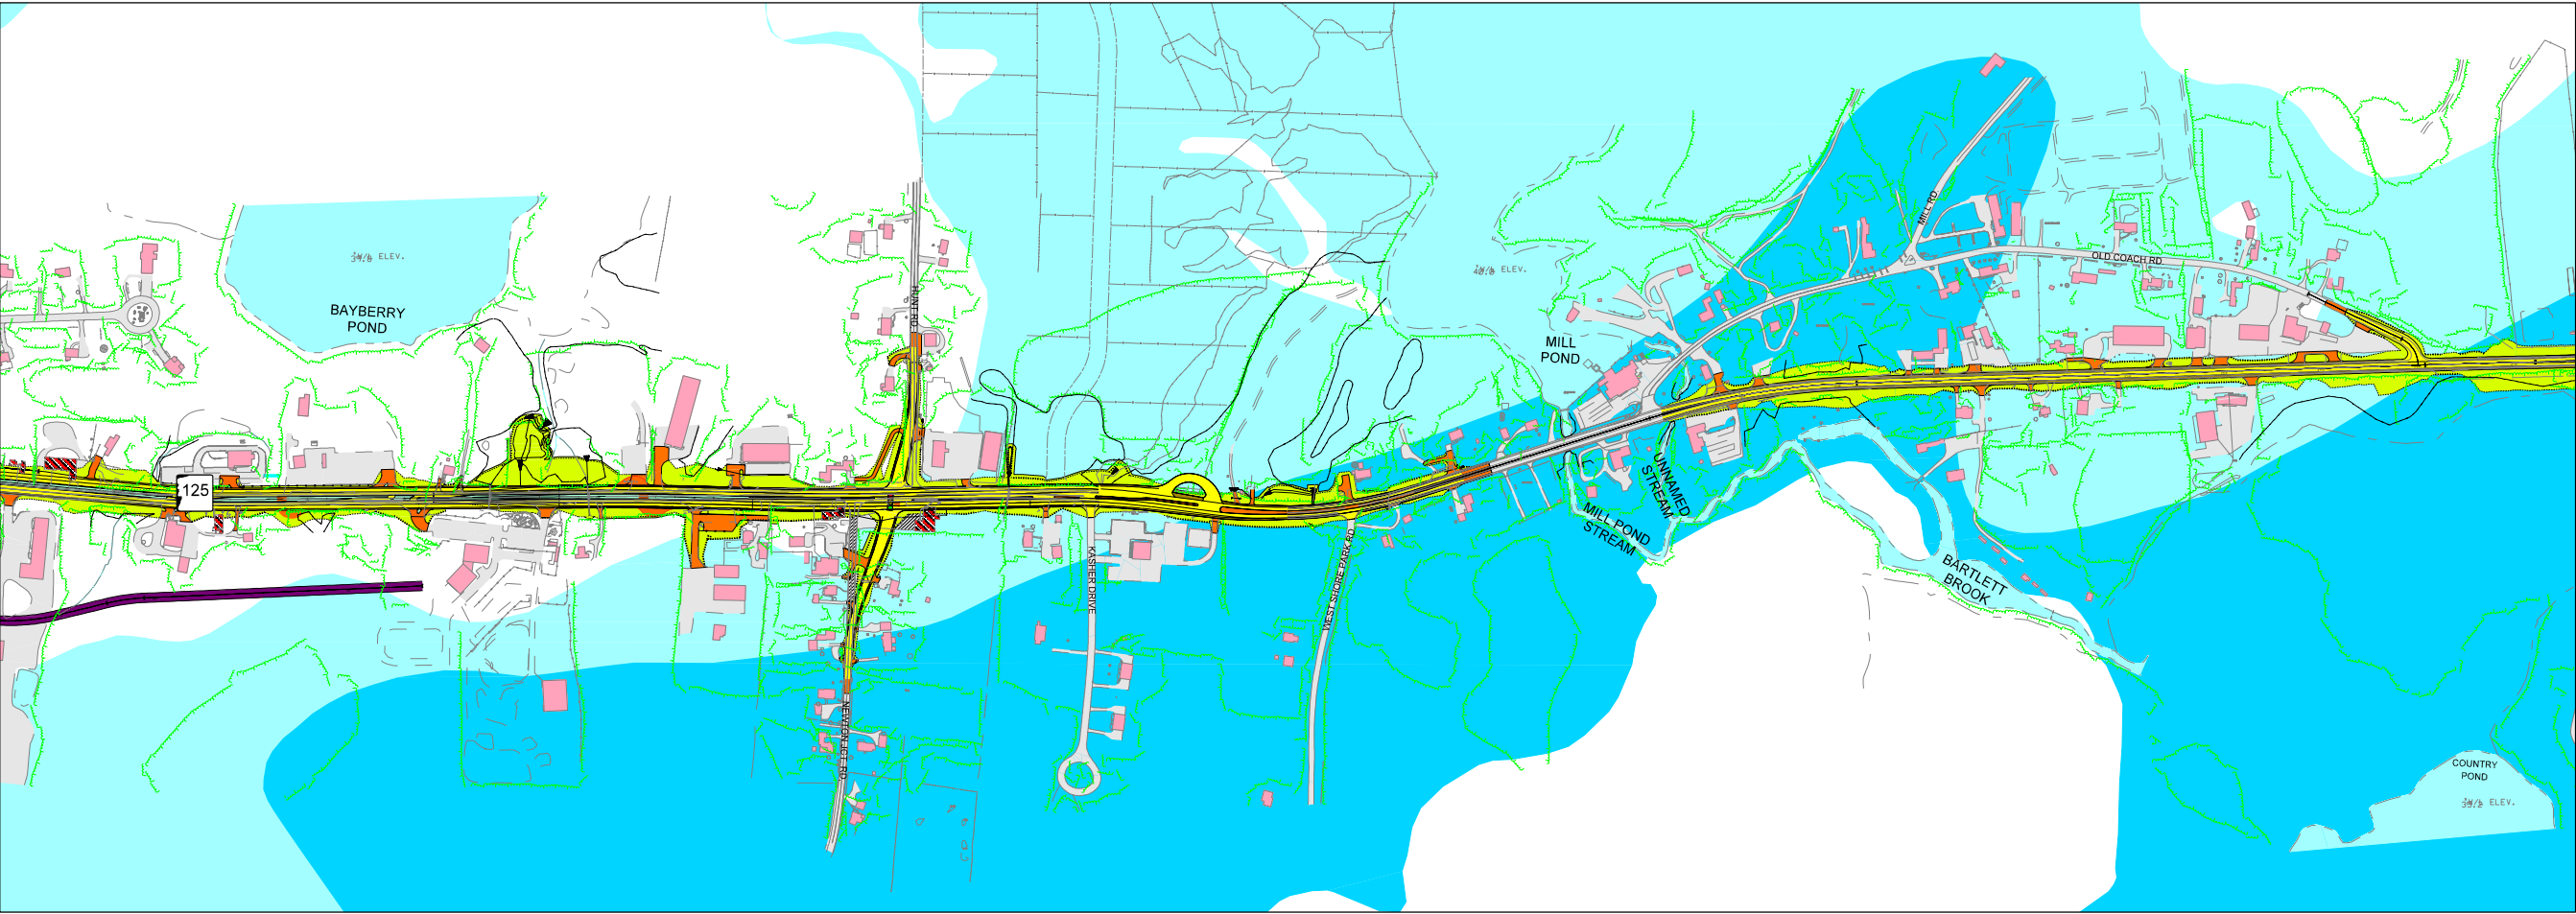 BAYBERRY
POND
ELEV.
125
HUNT RD
NEWTON JCT RD
KASHER DRIVE
WEST SHORE PARK RD
ELEV.
MILL
POND
UNNAMED
STREAM
MILL POND
STREAM
MILL RD
OLD COACH RD
BARTLETT
BROOK
COUNTRY
POND
ELEV.